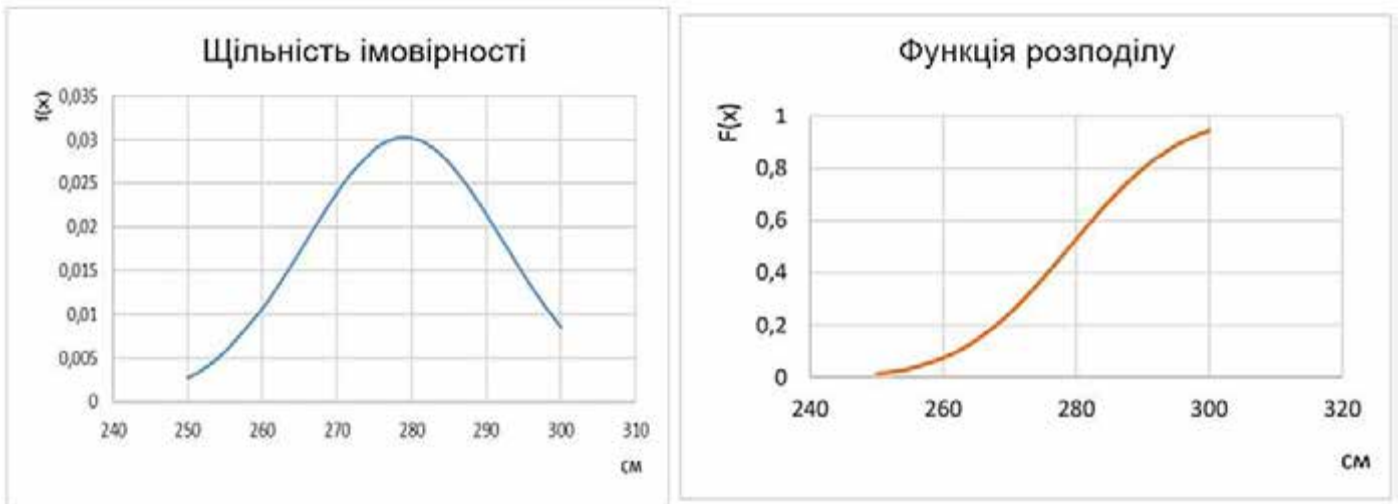 Щільність імовірності
f(x)
0,035
0,03
0,025
0,02
0,015
0,01
0,005
0
240 250 260 270 280 290 300 310
см
Функція розподілу
F(x)
1
0,8
0,6
0,4
0,2
0
240 260 280 300 320
см